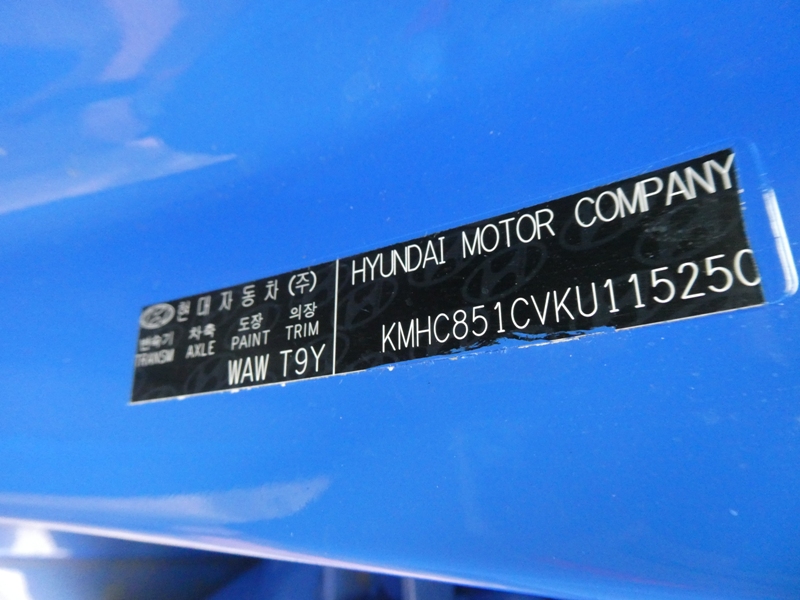 현대자동차(주)
변속기 차축 도장 의장
TRANSM AXLE PAINT TRIM
WAW T9Y
HYUNDAI MOTOR COMPANY
KMHC851CVKU115250